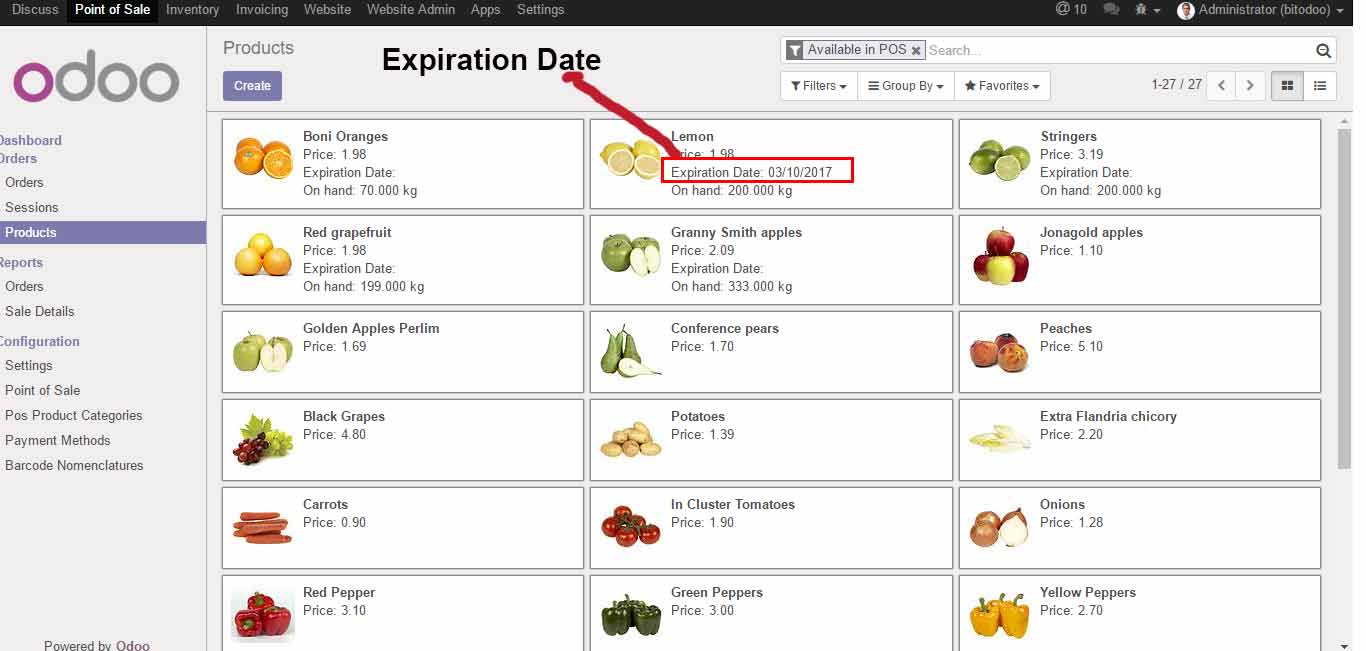 Discuss Point of Sale Inventory Invoicing Website Website Admin Apps Settings @ 10 Administrator (bitodoo)
odoo
Dashboard
Orders
Orders
Sessions
Products
Reports
Orders
Sale Details
Configuration
Settings
Point of Sale
Pos Product Categories
Payment Methods
Barcode Nomenclatures
Powered by Odoo
Products
Expiration Date
Available in POS × Search...
Create
Filters Group By Favorites 1-27 / 27
Boni Oranges
Price: 1.98
Expiration Date:
On hand: 70.000 kg
Lemon
Price: 1.98
Expiration Date: 03/10/2017
On hand: 200.000 kg
Stringers
Price: 3.19
Expiration Date:
On hand: 200.000 kg
Red grapefruit
Price: 1.98
Expiration Date:
On hand: 199.000 kg
Granny Smith apples
Price: 2.09
Expiration Date:
On hand: 333.000 kg
Jonagold apples
Price: 1.10
Golden Apples Perlim
Price: 1.69
Conference pears
Price: 1.70
Peaches
Price: 5.10
Black Grapes
Price: 4.80
Potatoes
Price: 1.39
Extra Flandria chicory
Price: 2.20
Carrots
Price: 0.90
In Cluster Tomatoes
Price: 1.90
Onions
Price: 1.28
Red Pepper
Price: 3.10
Green Peppers
Price: 3.00
Yellow Peppers
Price: 2.70